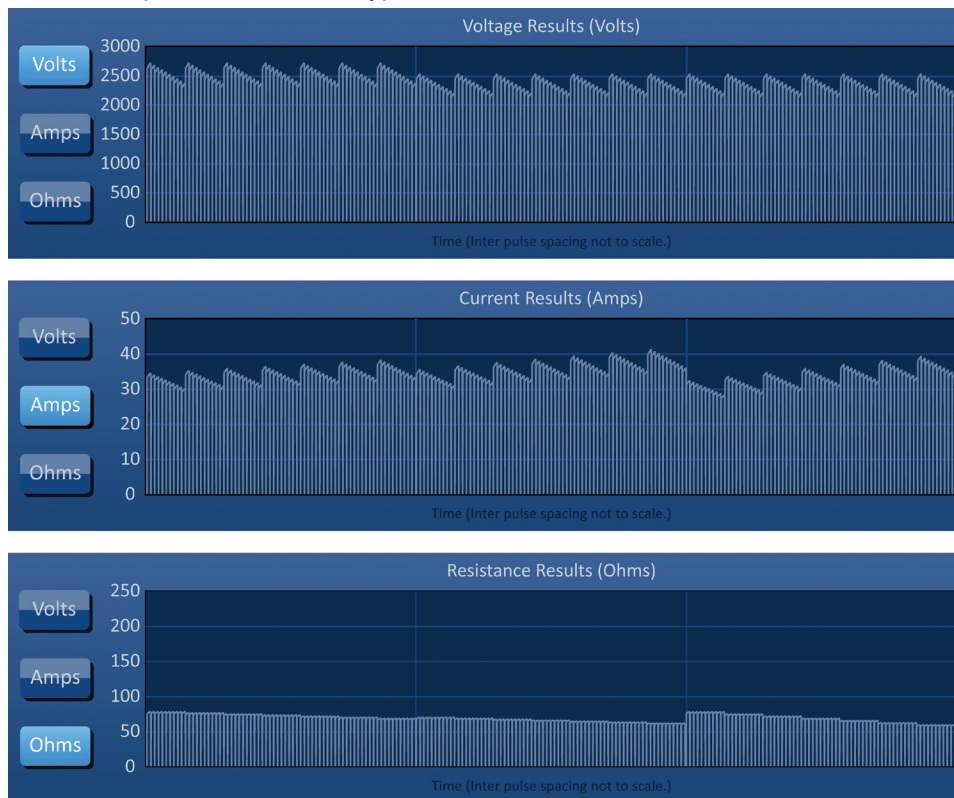 Voltage Results (Volts)
Volts
Amps
Ohms
3000
2500
2000
1500
1000
500
0
Time (Inter pulse spacing not to scale.)
Current Results (Amps)
Volts
Amps
Ohms
50
40
30
20
10
0
Time (Inter pulse spacing not to scale.)
Resistance Results (Ohms)
Volts
Amps
Ohms
250
200
150
100
50
0
Time (Inter pulse spacing not to scale.)